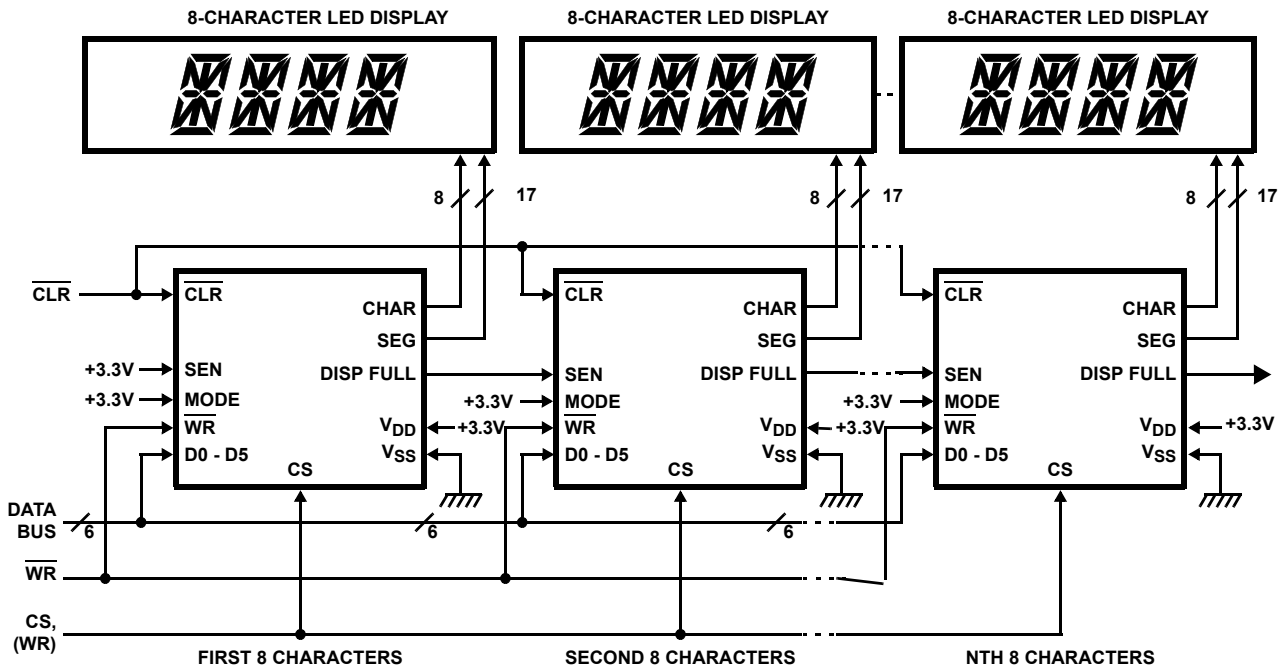 8-CHARACTER LED DISPLAY
8-CHARACTER LED DISPLAY
8-CHARACTER LED DISPLAY
8
17
8
17
8
17
CLR
CLR
CHAR
SEG
+3.3V
SEN
DISP FULL
+3.3V
MODE
WR
VDD
+3.3V
D0 - D5
VSS
CS
CLR
CHAR
SEG
SEN
DISP FULL
+3.3V
MODE
WR
VDD
+3.3V
D0 - D5
VSS
CS
CLR
CHAR
SEG
SEN
DISP FULL
+3.3V
MODE
WR
VDD
+3.3V
D0 - D5
VSS
CS
DATA
BUS
6
6
6
WR
CS,
(WR)
FIRST 8 CHARACTERS
SECOND 8 CHARACTERS
NTH 8 CHARACTERS